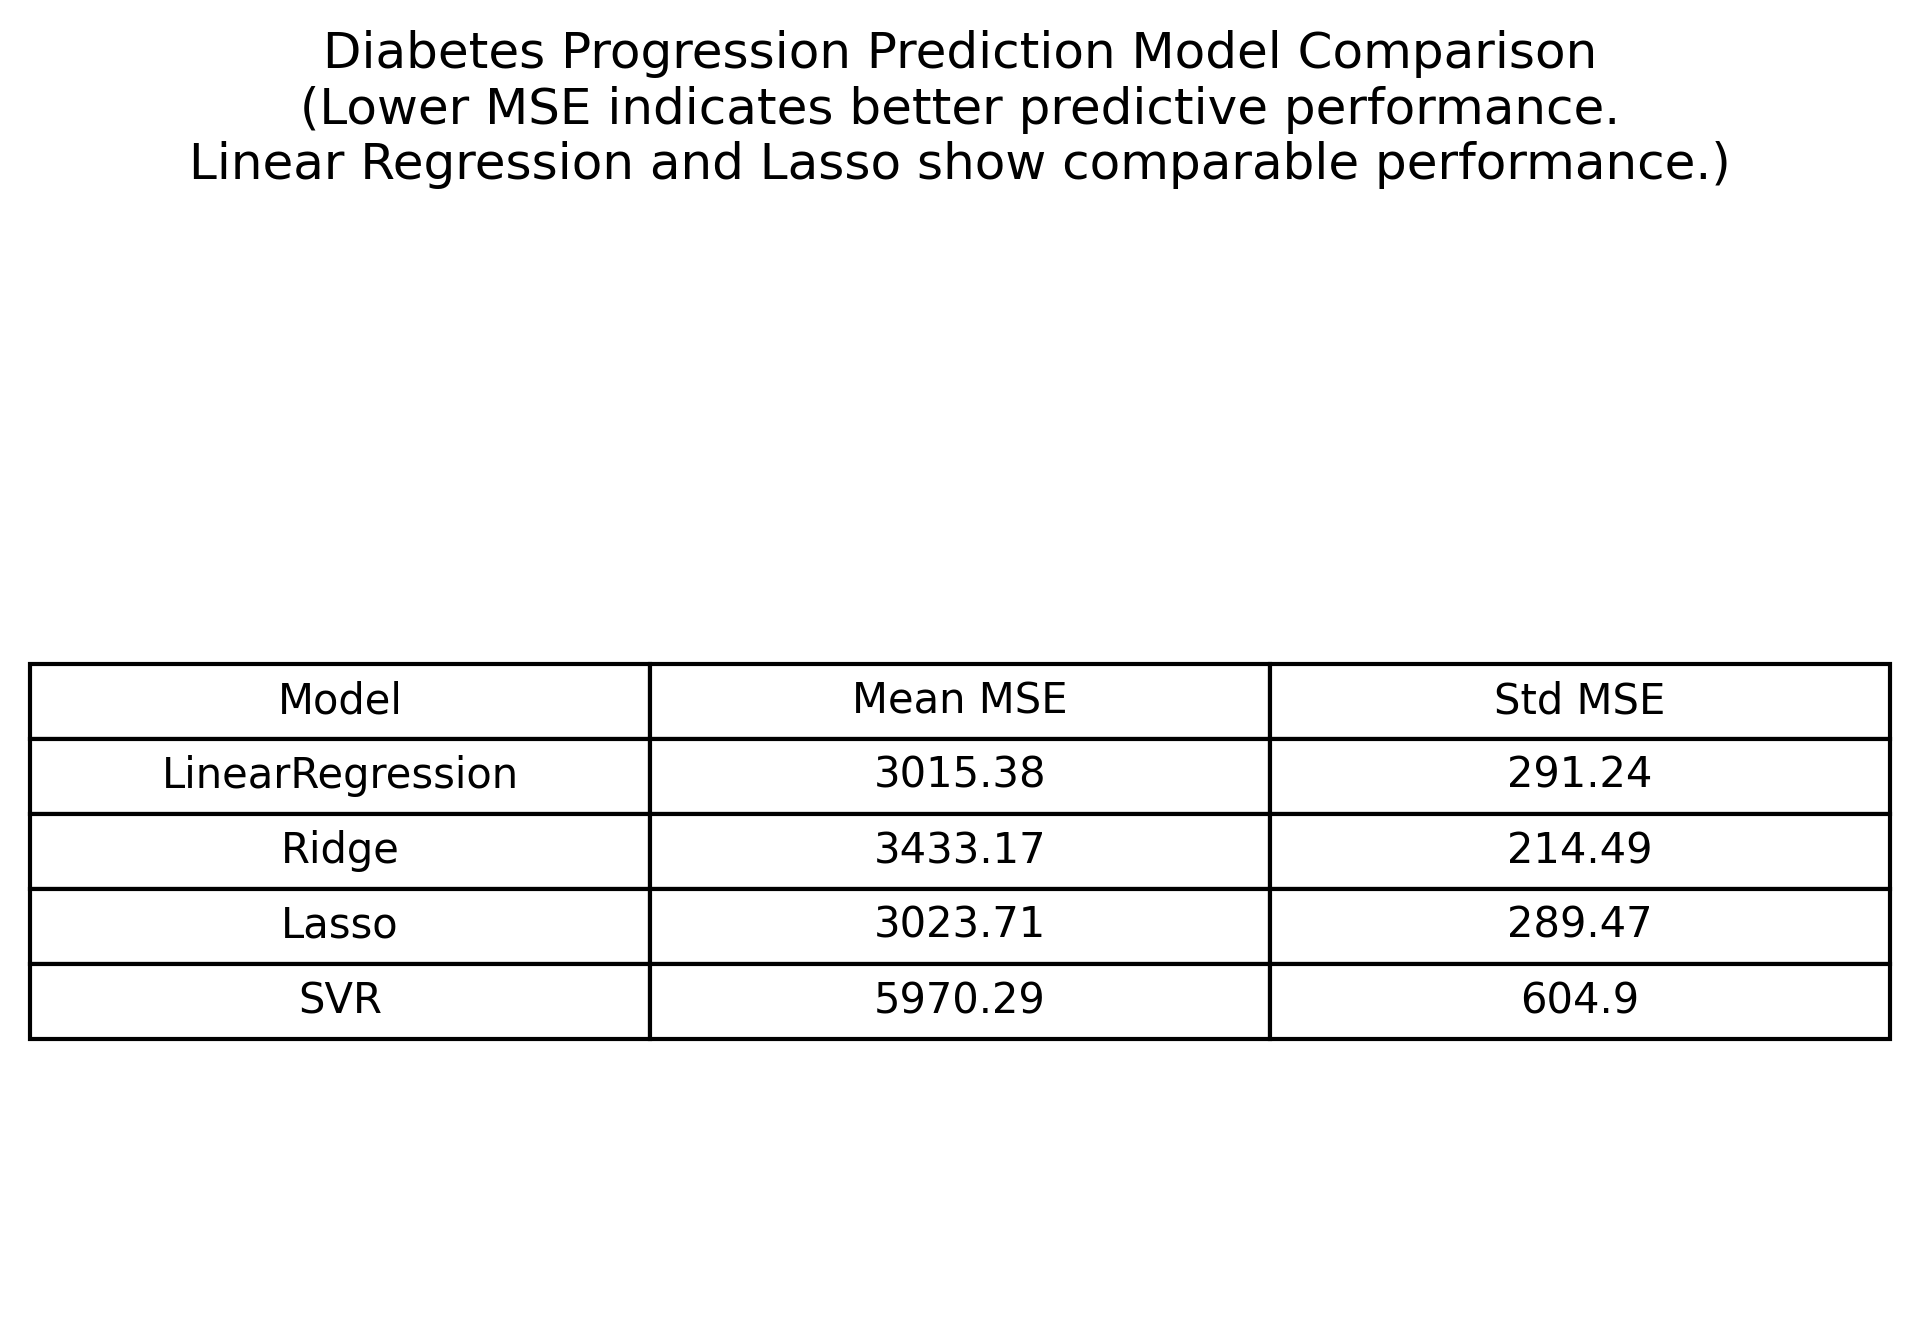 Diabetes Progression Prediction Model Comparison
(Lower MSE indicates better predictive performance.
Linear Regression and Lasso show comparable performance.)
Model Mean MSE Std MSE
LinearRegression 3015.38 291.24
Ridge 3433.17 214.49
Lasso 3023.71 289.47
SVR 5970.29 604.9